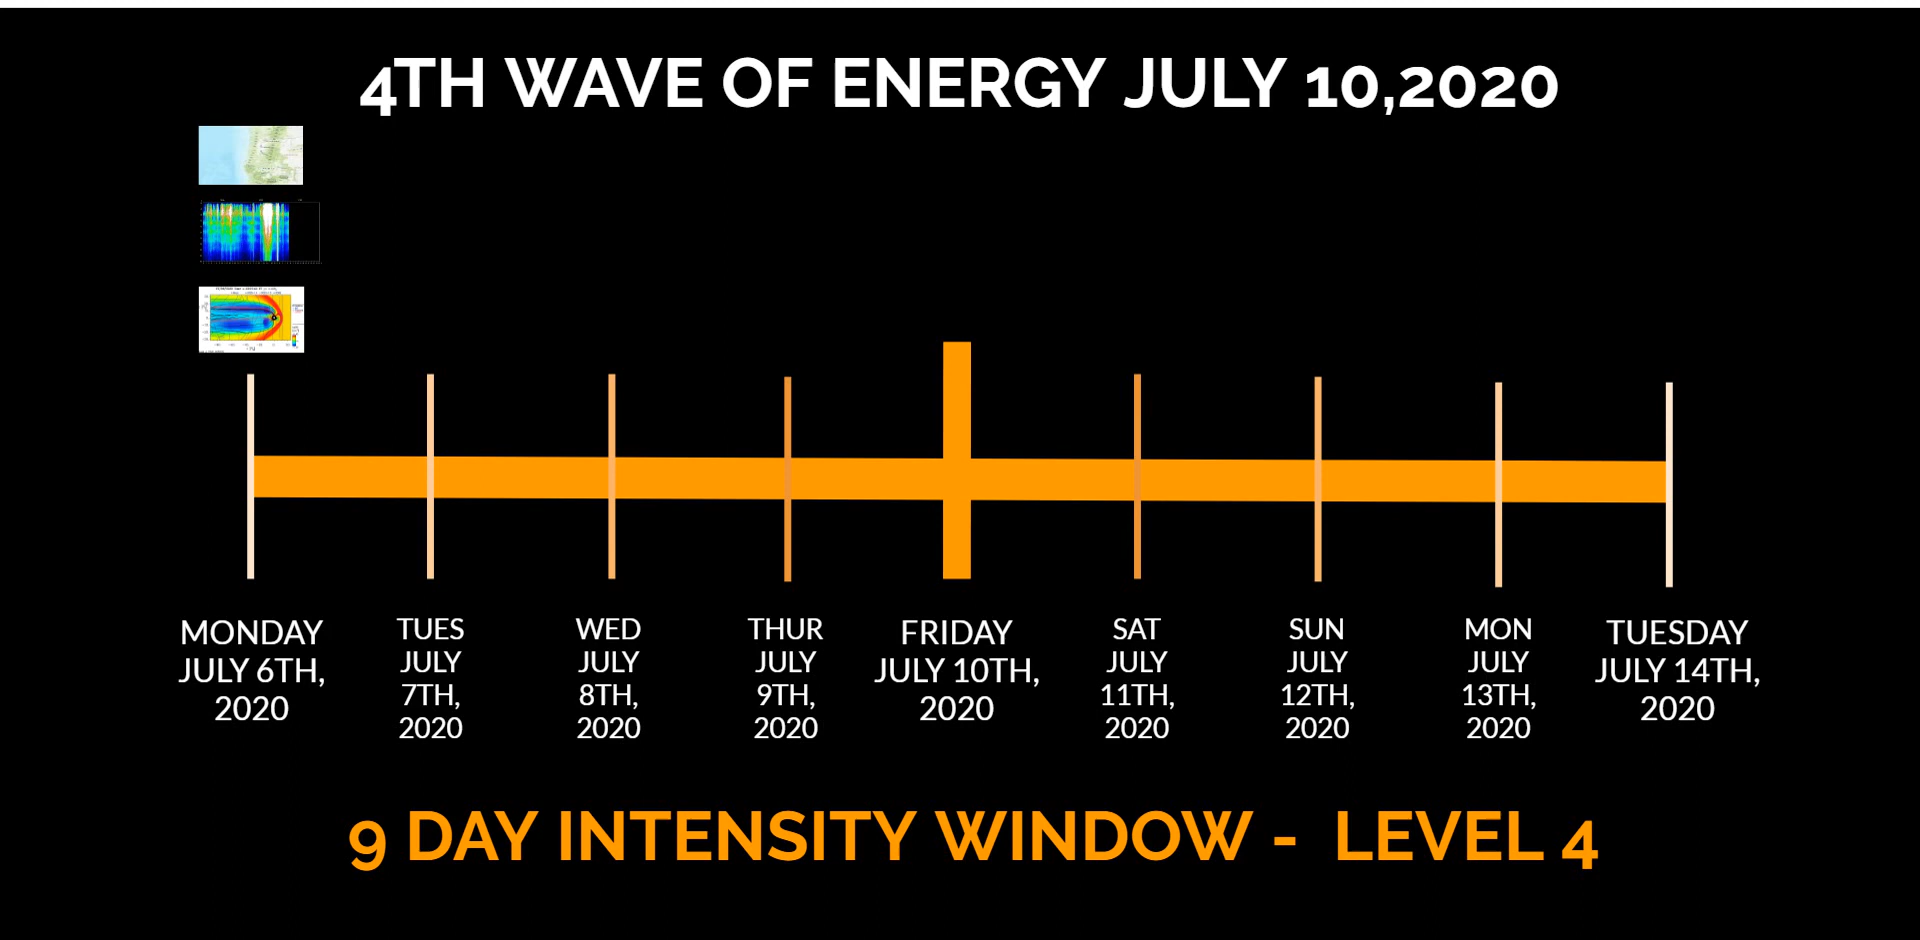 4TH WAVE OF ENERGY JULY 10,2020
MONDAY
JULY 6TH,
2020
TUES
JULY
7TH,
2020
WED
JULY
8TH,
2020
THUR
JULY
9TH,
2020
FRIDAY
JULY 10TH,
2020
SAT
JULY
11TH,
2020
SUN
JULY
12TH,
2020
MON
JULY
13TH,
2020
TUESDAY
JULY 14TH,
2020
9 DAY INTENSITY WINDOW - LEVEL 4